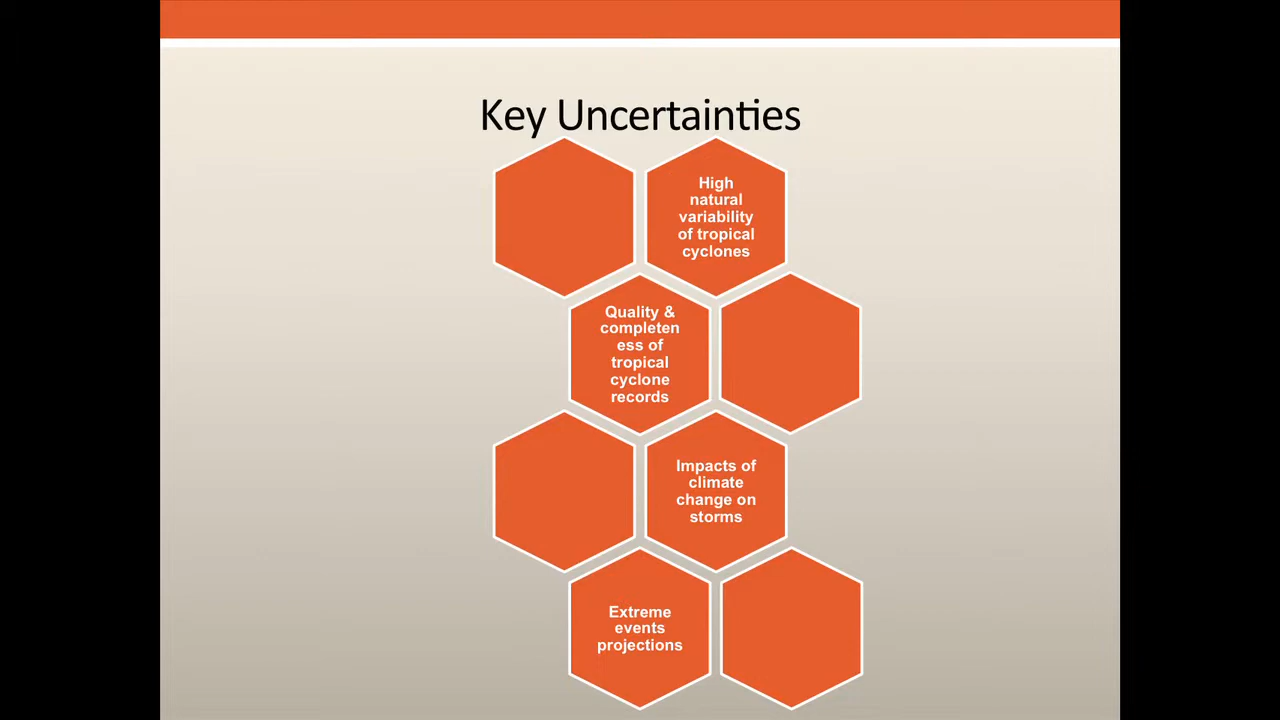 Key Uncertainties
High
natural
variability
of tropical
cyclones
Quality &
completen
ess of
tropical
cyclone
records
Impacts of
climate
change on
storms
Extreme
events
projections